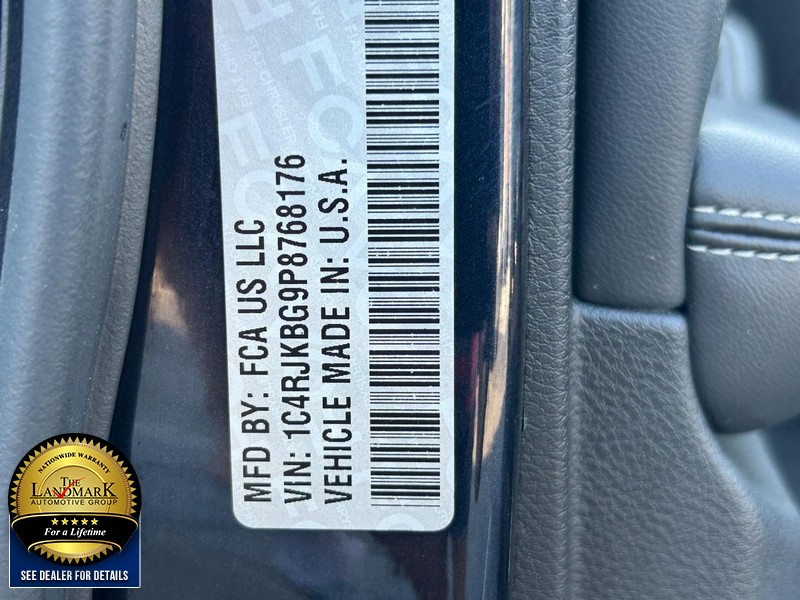 MFD BY: FCA US LLC
VIN: 1C4RJKBG9P8768176
VEHICLE MADE IN: U.S.A.
NATIONWIDE WARRANTY
THE
LANDMARK
AUTOMOTIVE GROUP
For a Lifetime
SEE DEALER FOR DETAILS